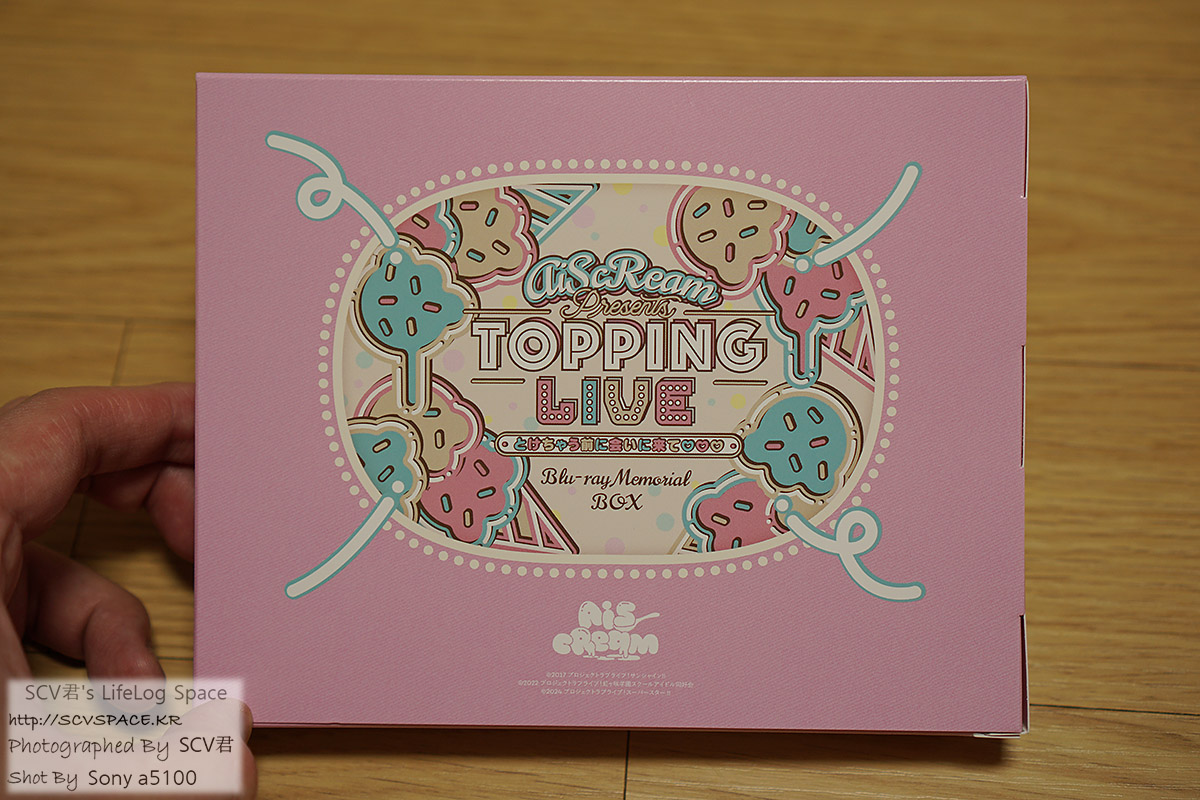 AiScReam
Presents
TOPPING
LIVE
とけちゃう前に会いに来て♡♡♡
Blu-ray Memorial
BOX
AiS
CReaM
©2017 プロジェクトラブライブ!サンシャイン!!
©2022 プロジェクトラブライブ!虹ヶ咲学園スクールアイドル同好会
©2024 プロジェクトラブライブ!スーパースター!!
SCV君's LifeLog Space
http://SCVSPACE.KR
Photographed By SCV君
Shot By Sony a5100